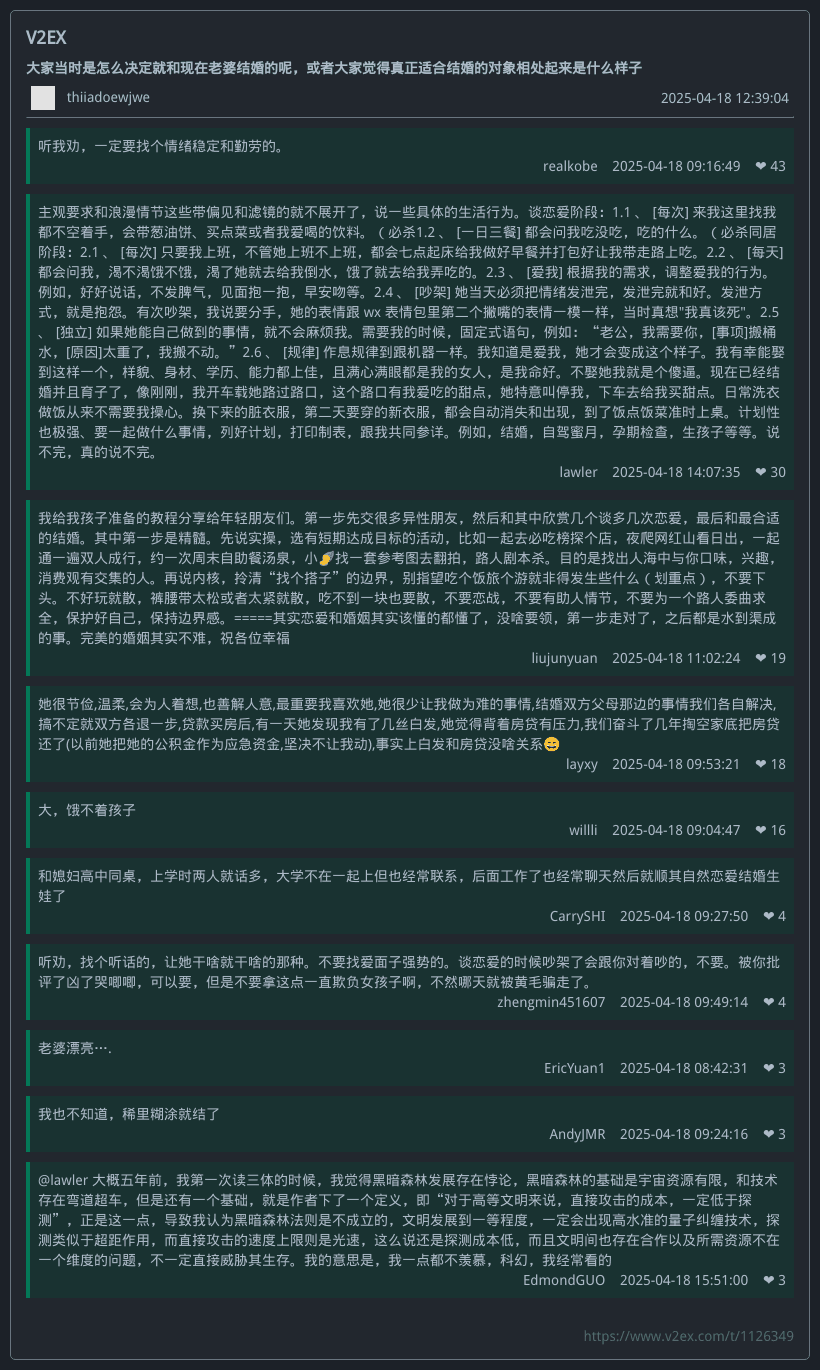 V2EX
大家当时是怎么决定就和现在老婆结婚的呢，或者大家觉得真正适合结婚的对象相处起来是什么样子
thiiadoewjwe 2025-04-18 12:39:04
听我劝，一定要找个情绪稳定和勤劳的。
realkobe 2025-04-18 09:16:49 ❤ 43
主观要求和浪漫情节这些带偏见和滤镜的就不展开了，说一些具体的生活行为。谈恋爱阶段：1.1 、 [每次] 来我这里找我
都不空着手，会带葱油饼、买点菜或者我爱喝的饮料。（ 必杀1.2 、 [一日三餐] 都会问我吃没吃，吃的什么。（ 必杀同居
阶段：2.1 、 [每次] 只要我上班，不管她上班不上班，都会七点起床给我做好早餐并打包好让我带走路上吃。2.2 、 [每天]
都会问我，渴不渴饿不饿，渴了她就去给我倒水，饿了就去给我弄吃的。2.3 、 [爱我] 根据我的需求，调整爱我的行为。
例如，好好说话，不发脾气，见面抱一抱，早安吻等。2.4 、 [吵架] 她当天必须把情绪发泄完，发泄完就和好。发泄方
式，就是抱怨。有次吵架，我说要分手，她的表情跟 wx 表情包里第二个撇嘴的表情一模一样，当时真想"我真该死"。2.5
、 [独立] 如果她能自己做到的事情，就不会麻烦我。需要我的时候，固定式语句，例如：“老公，我需要你，[事项]搬桶
水，[原因]太重了，我搬不动。”2.6 、 [规律] 作息规律到跟机器一样。我知道是爱我，她才会变成这个样子。我有幸能娶
到这样一个，样貌、身材、学历、能力都上佳，且满心满眼都是我的女人，是我命好。不娶她我就是个傻逼。现在已经结
婚并且育子了，像刚刚，我开车载她路过路口，这个路口有我爱吃的甜点，她特意叫停我，下车去给我买甜点。日常洗衣
做饭从来不需要我操心。换下来的脏衣服，第二天要穿的新衣服，都会自动消失和出现，到了饭点饭菜准时上桌。计划性
也极强、要一起做什么事情，列好计划，打印制表，跟我共同参详。例如，结婚，自驾蜜月，孕期检查，生孩子等等。说
不完，真的说不完。
lawler 2025-04-18 14:07:35 ❤ 30
我给我孩子准备的教程分享给年轻朋友们。第一步先交很多异性朋友，然后和其中欣赏几个谈多几次恋爱，最后和最合适
的结婚。其中第一步是精髓。先说实操，选有短期达成目标的活动，比如一起去必吃榜探个店，夜爬网红山看日出，一起
通一遍双人成行，约一次周末自助餐汤泉，小🤳找一套参考图去翻拍，路人剧本杀。目的是找出人海中与你口味，兴趣，
消费观有交集的人。再说内核，拎清“找个搭子”的边界，别指望吃个饭旅个游就非得发生些什么（ 划重点 ），不要下
头。不好玩就散，裤腰带太松或者太紧就散，吃不到一块也要散，不要恋战，不要有助人情节，不要为一个路人委曲求
全，保护好自己，保持边界感。=====其实恋爱和婚姻其实该懂的都懂了，没啥要领，第一步走对了，之后都是水到渠成
的事。完美的婚姻其实不难，祝各位幸福
liujunyuan 2025-04-18 11:02:24 ❤ 19
她很节俭,温柔,会为人着想,也善解人意,最重要我喜欢她,她很少让我做为难的事情,结婚双方父母那边的事情我们各自解决,
搞不定就双方各退一步,贷款买房后,有一天她发现我有了几丝白发,她觉得背着房贷有压力,我们奋斗了几年掏空家底把房贷
还了(以前她把她的公积金作为应急资金,坚决不让我动),事实上白发和房贷没啥关系😄
layxy 2025-04-18 09:53:21 ❤ 18
大，饿不着孩子
willli 2025-04-18 09:04:47 ❤ 16
和媳妇高中同桌，上学时两人就话多，大学不在一起上但也经常联系，后面工作了也经常聊天然后就顺其自然恋爱结婚生
娃了
CarrySHI 2025-04-18 09:27:50 ❤ 4
听劝，找个听话的，让她干啥就干啥的那种。不要找爱面子强势的。谈恋爱的时候吵架了会跟你对着吵的，不要。被你批
评了凶了哭唧唧，可以要，但是不要拿这点一直欺负女孩子啊，不然哪天就被黄毛骗走了。
zhengmin451607 2025-04-18 09:49:14 ❤ 4
老婆漂亮….
EricYuan1 2025-04-18 08:42:31 ❤ 3
我也不知道，稀里糊涂就结了
AndyJMR 2025-04-18 09:24:16 ❤ 3
@lawler 大概五年前，我第一次读三体的时候，我觉得黑暗森林发展存在悖论，黑暗森林的基础是宇宙资源有限，和技术
存在弯道超车，但是还有一个基础，就是作者下了一个定义，即“对于高等文明来说，直接攻击的成本，一定低于探
测”，正是这一点，导致我认为黑暗森林法则是不成立的，文明发展到一等程度，一定会出现高水准的量子纠缠技术，探
测类似于超距作用，而直接攻击的速度上限则是光速，这么说还是探测成本低，而且文明间也存在合作以及所需资源不在
一个维度的问题，不一定直接威胁其生存。我的意思是，我一点都不羡慕，科幻，我经常看的
EdmondGUO 2025-04-18 15:51:00 ❤ 3
https://www.v2ex.com/t/1126349